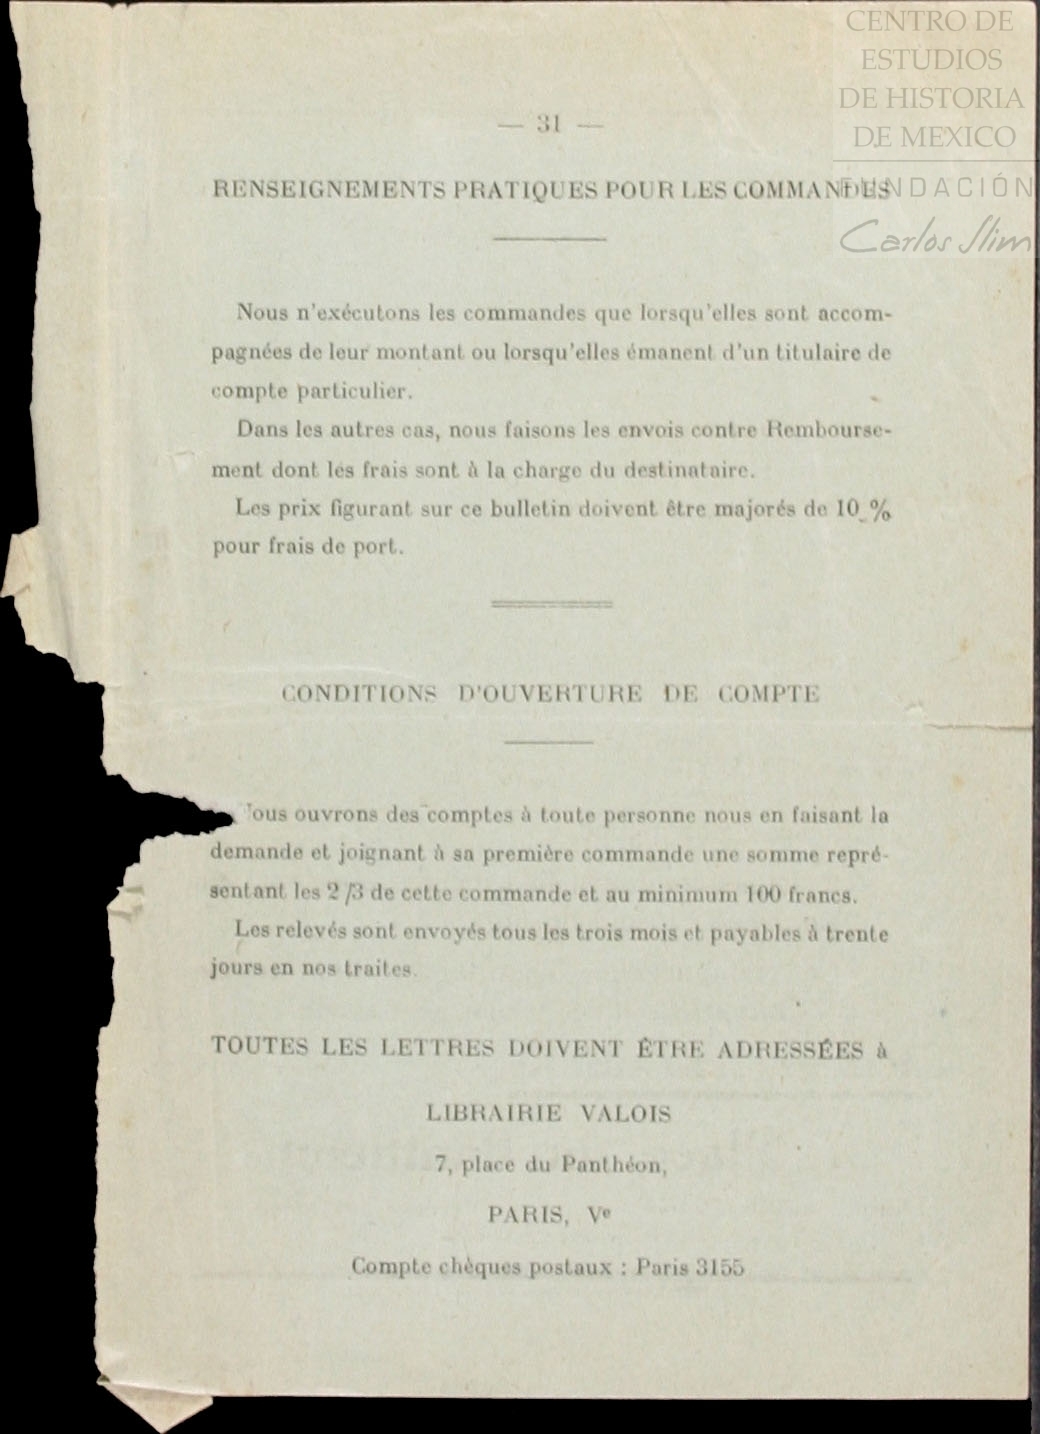 CENTRO DE
ESTUDIOS
DE HISTORIA
DE MEXICO
FUNDACIÓN
Carlos Slim
— 31 —
RENSEIGNEMENTS PRATIQUES POUR LES COMMANDES
Nous n'exécutons les commandes que lorsqu'elles sont accom-
pagnées de leur montant ou lorsqu'elles émanent d'un titulaire de
compte particulier.
Dans les autres cas, nous faisons les envois contre Rembourse-
ment dont les frais sont à la charge du destinataire.
Les prix figurant sur ce bulletin doivent être majorés de 10 %
pour frais de port.
CONDITIONS D'OUVERTURE DE COMPTE
Nous ouvrons des comptes à toute personne nous en faisant la
demande et joignant à sa première commande une somme repré-
sentant les 2/3 de cette commande et au minimum 100 francs.
Les relevés sont envoyés tous les trois mois et payables à trente
jours en nos traites.
TOUTES LES LETTRES DOIVENT ÊTRE ADRESSÉES à
LIBRAIRIE VALOIS
7, place du Panthéon,
PARIS, Ve
Compte chèques postaux : Paris 3155